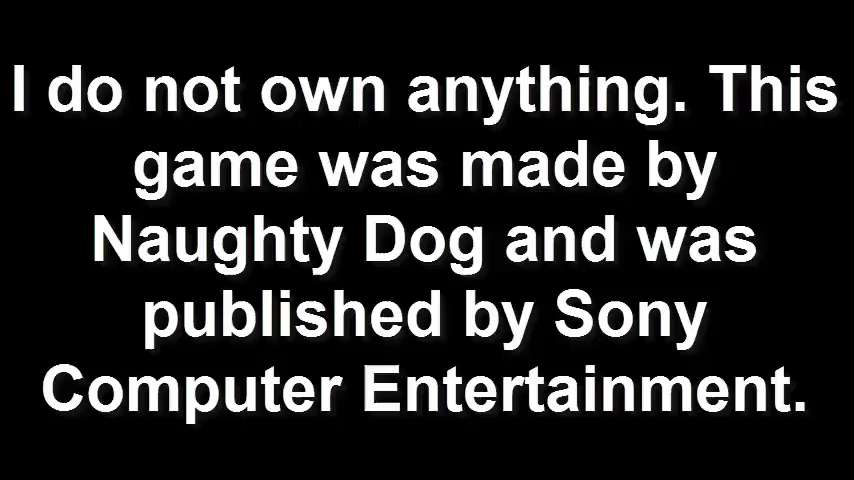 I do not own anything. This
game was made by
Naughty Dog and was
published by Sony
Computer Entertainment.